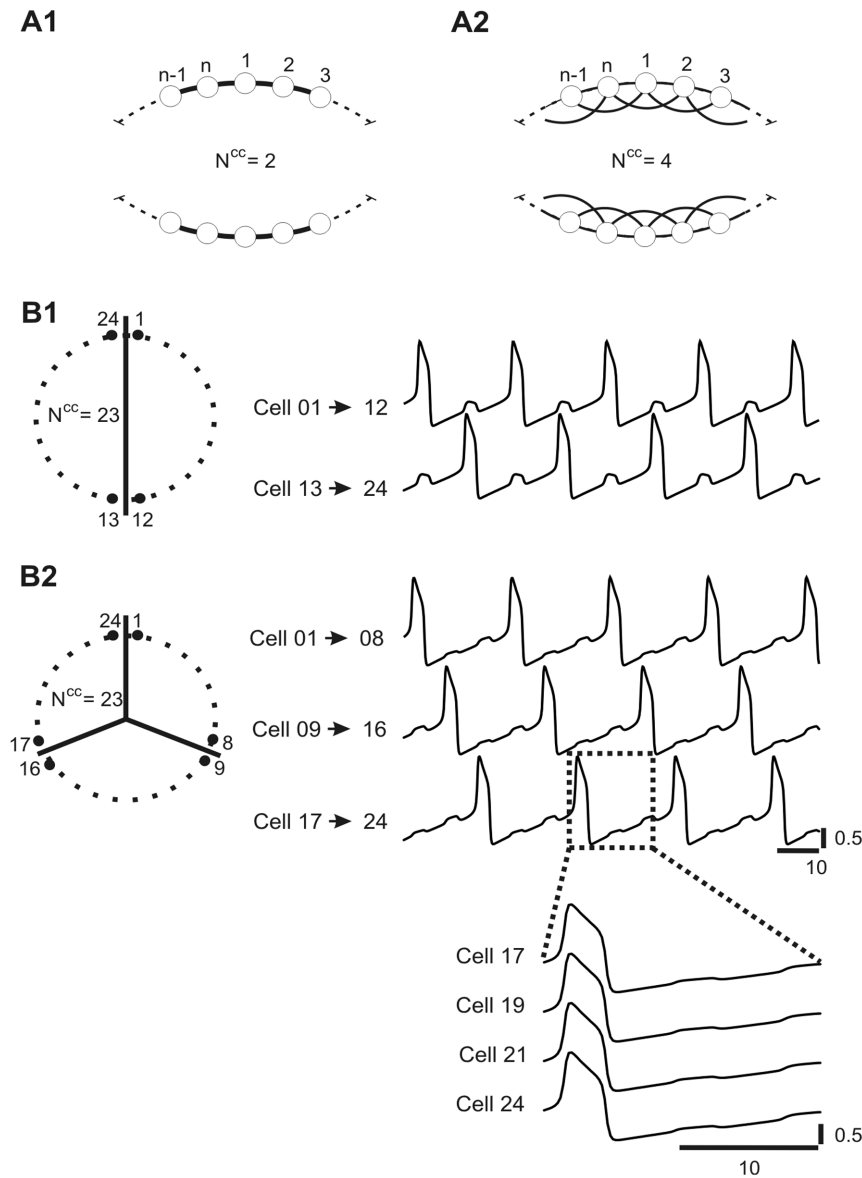 A1
A2
n-1 n 1 2 3
n-1 n 1 2 3
N^cc = 2
N^cc = 4
B1
24 1
N^cc = 23
13 12
Cell 01 → 12
Cell 13 → 24
B2
24 1
N^cc = 23
17 8
16 9
Cell 01 → 08
Cell 09 → 16
Cell 17 → 24
0.5
10
Cell 17
Cell 19
Cell 21
Cell 24
0.5
10